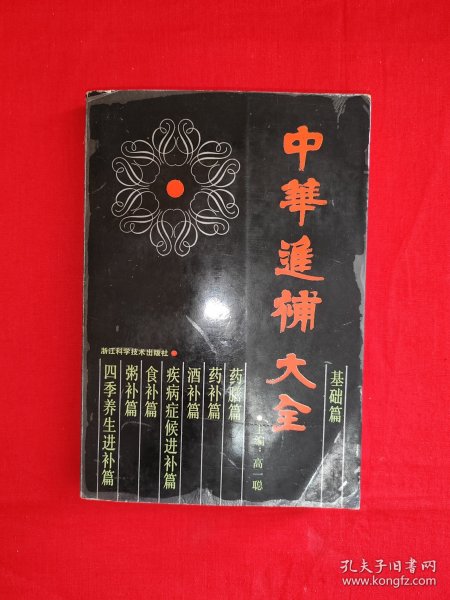 中華進補大全
基础篇
主编：高一聪
药膳篇
药补篇
酒补篇
疾病症候进补篇
食补篇
粥补篇
四季养生进补篇
浙江科学技术出版社
孔夫子旧书网
www.kongfz.com